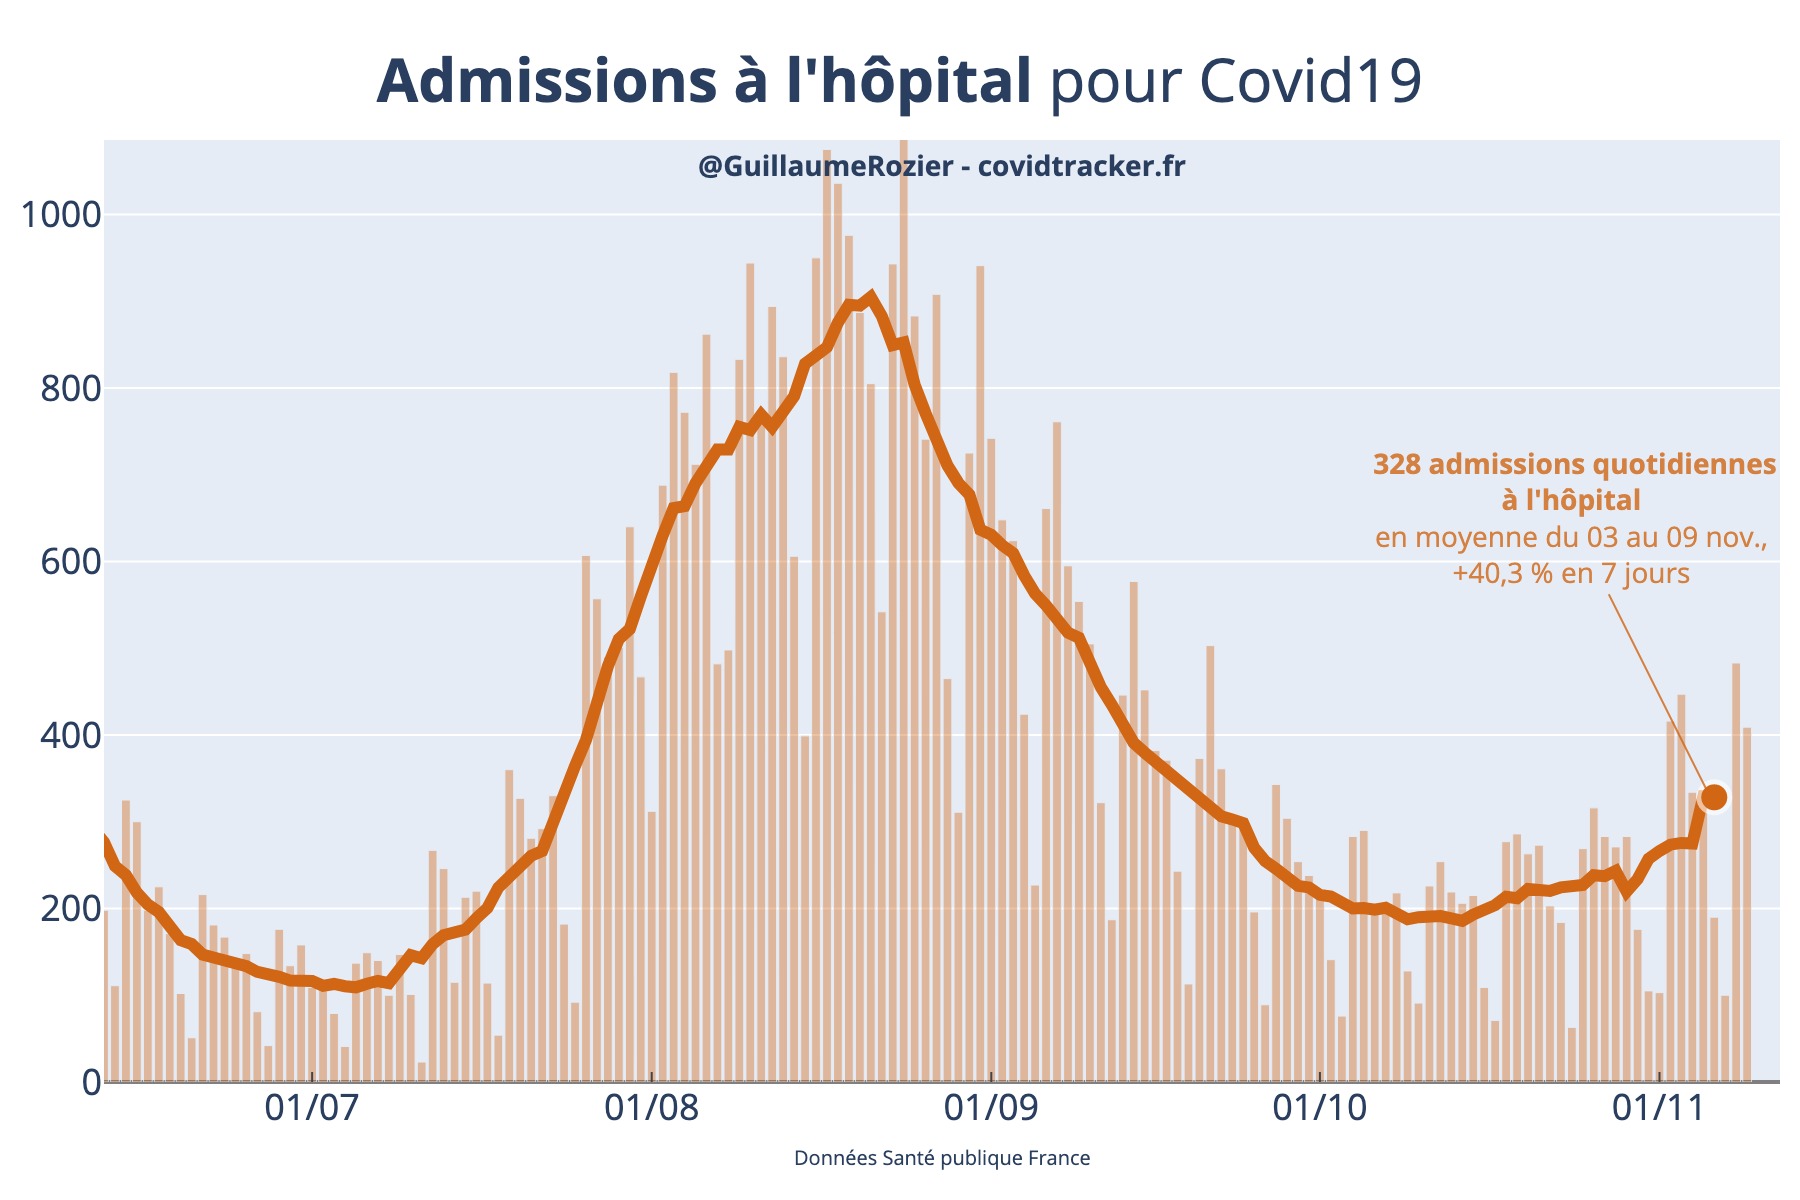 Admissions à l'hôpital pour Covid19
@GuillaumeRozier - covidtracker.fr
1000
800
600
400
200
0
328 admissions quotidiennes
à l'hôpital
en moyenne du 03 au 09 nov.,
+40,3 % en 7 jours
01/07 01/08 01/09 01/10 01/11
Données Santé publique France